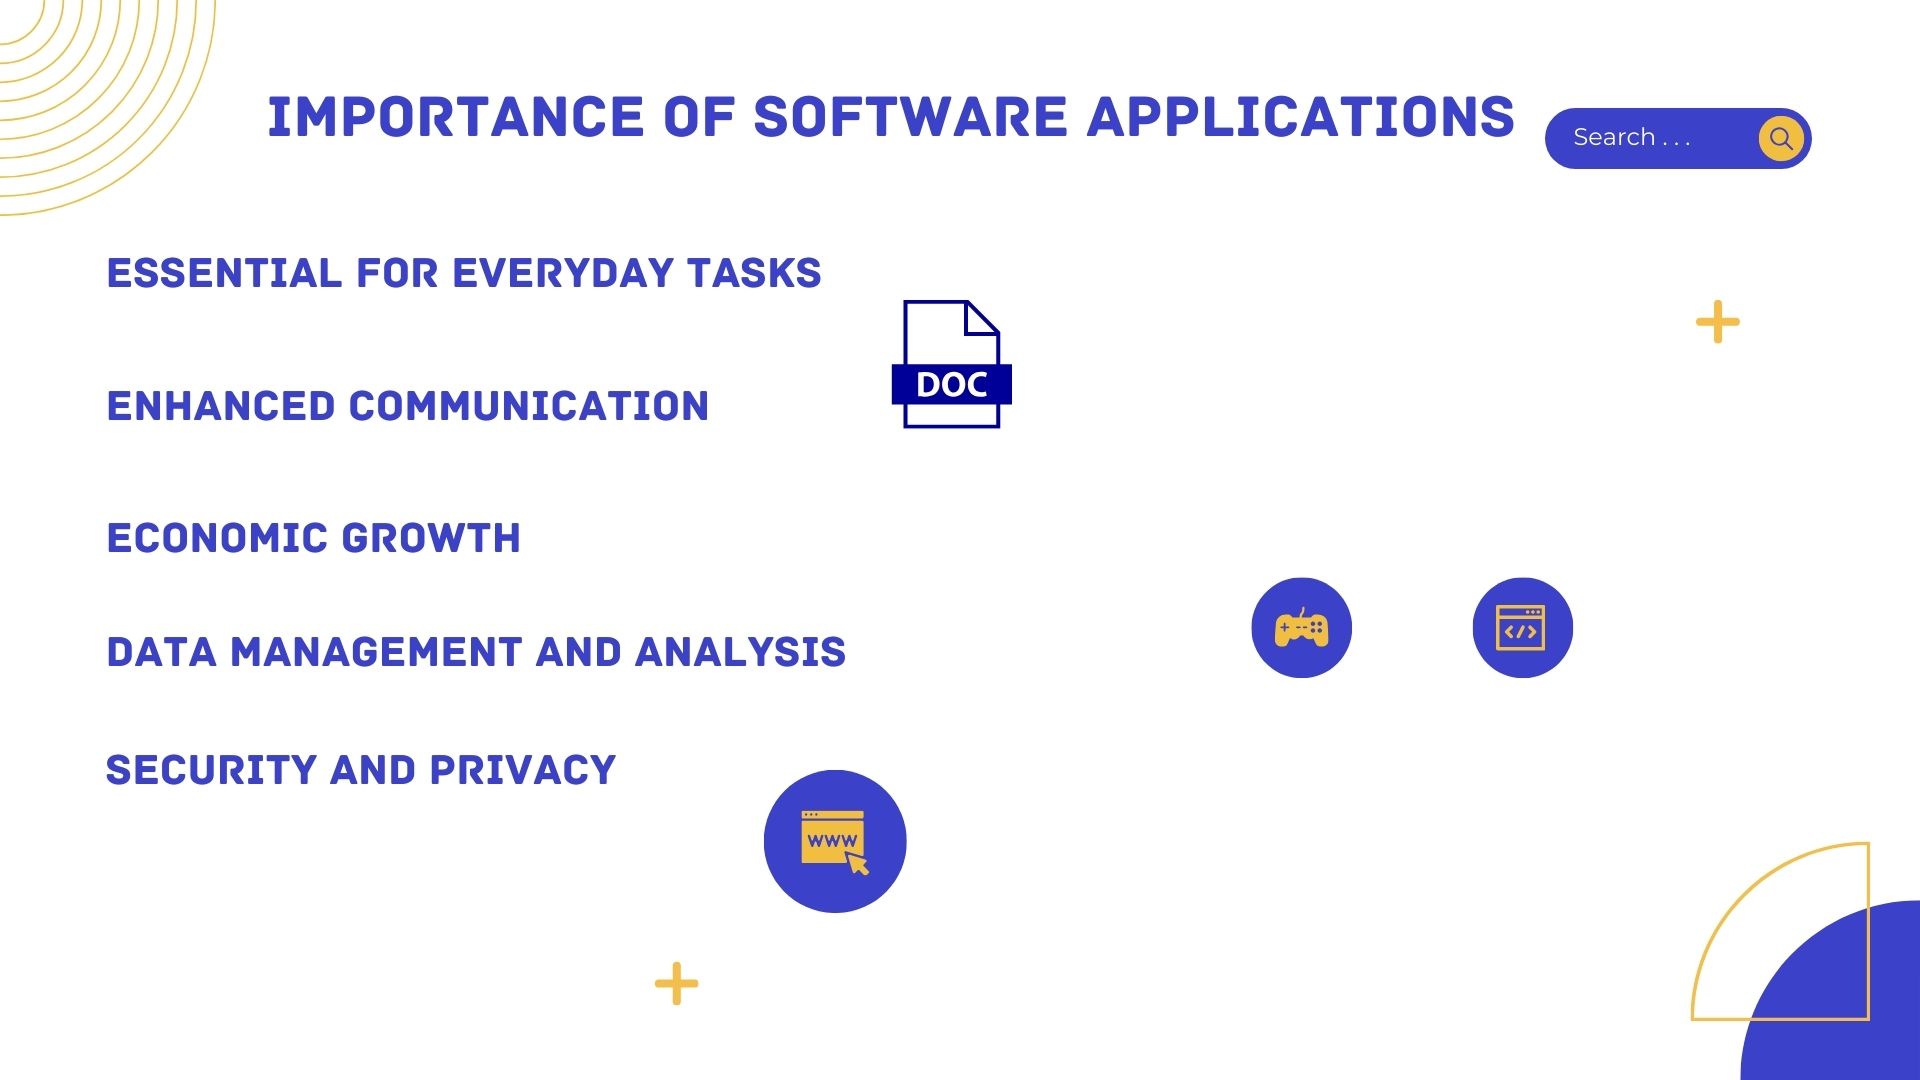 IMPORTANCE OF SOFTWARE APPLICATIONS
Search . . .
ESSENTIAL FOR EVERYDAY TASKS
DOC
ENHANCED COMMUNICATION
ECONOMIC GROWTH
DATA MANAGEMENT AND ANALYSIS
</>
SECURITY AND PRIVACY
WWW